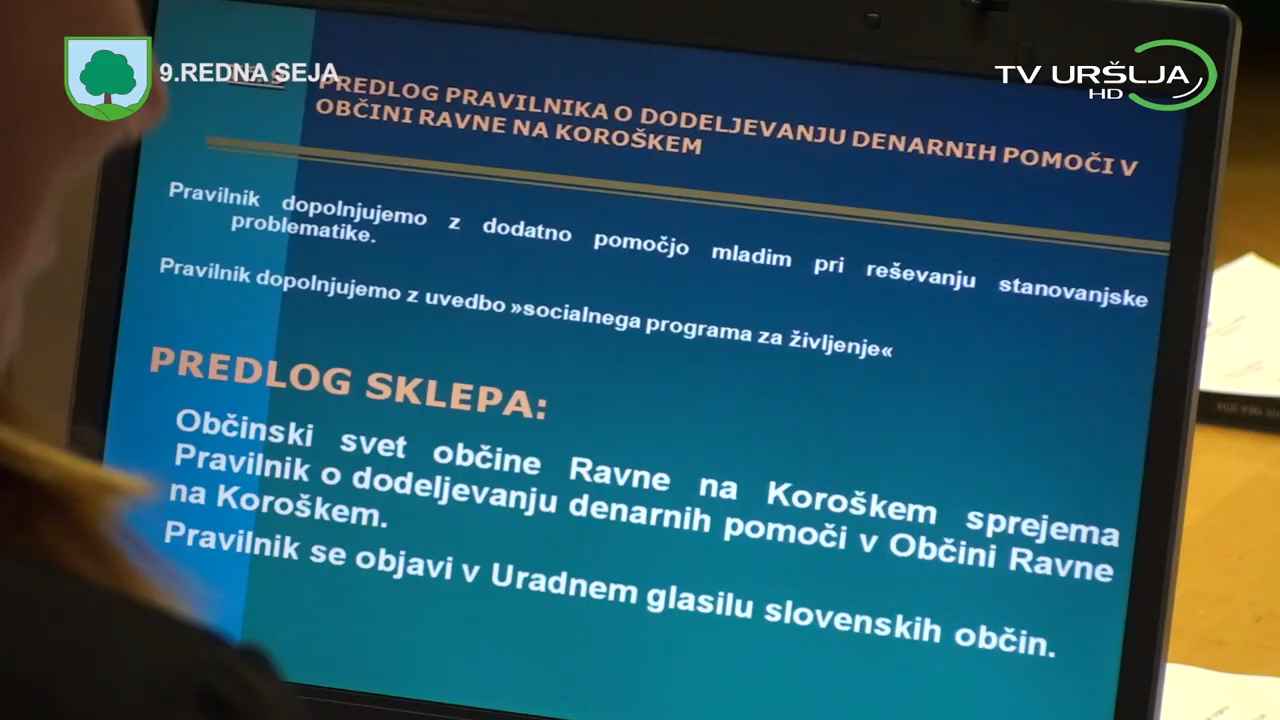 9.REDNA SEJA
TV URŠLJA
HD
PREDLOG PRAVILNIKA O DODELJEVANJU DENARNIH POMOČI V
OBČINI RAVNE NA KOROŠKEM
Pravilnik dopolnjujemo z dodatno pomočjo mladim pri reševanju stanovanjske
problematike.
Pravilnik dopolnjujemo z uvedbo »socialnega programa za življenje«
PREDLOG SKLEPA:
Občinski svet občine Ravne na Koroškem sprejema
Pravilnik o dodeljevanju denarnih pomoči v Občini Ravne
na Koroškem.
Pravilnik se objavi v Uradnem glasilu slovenskih občin.